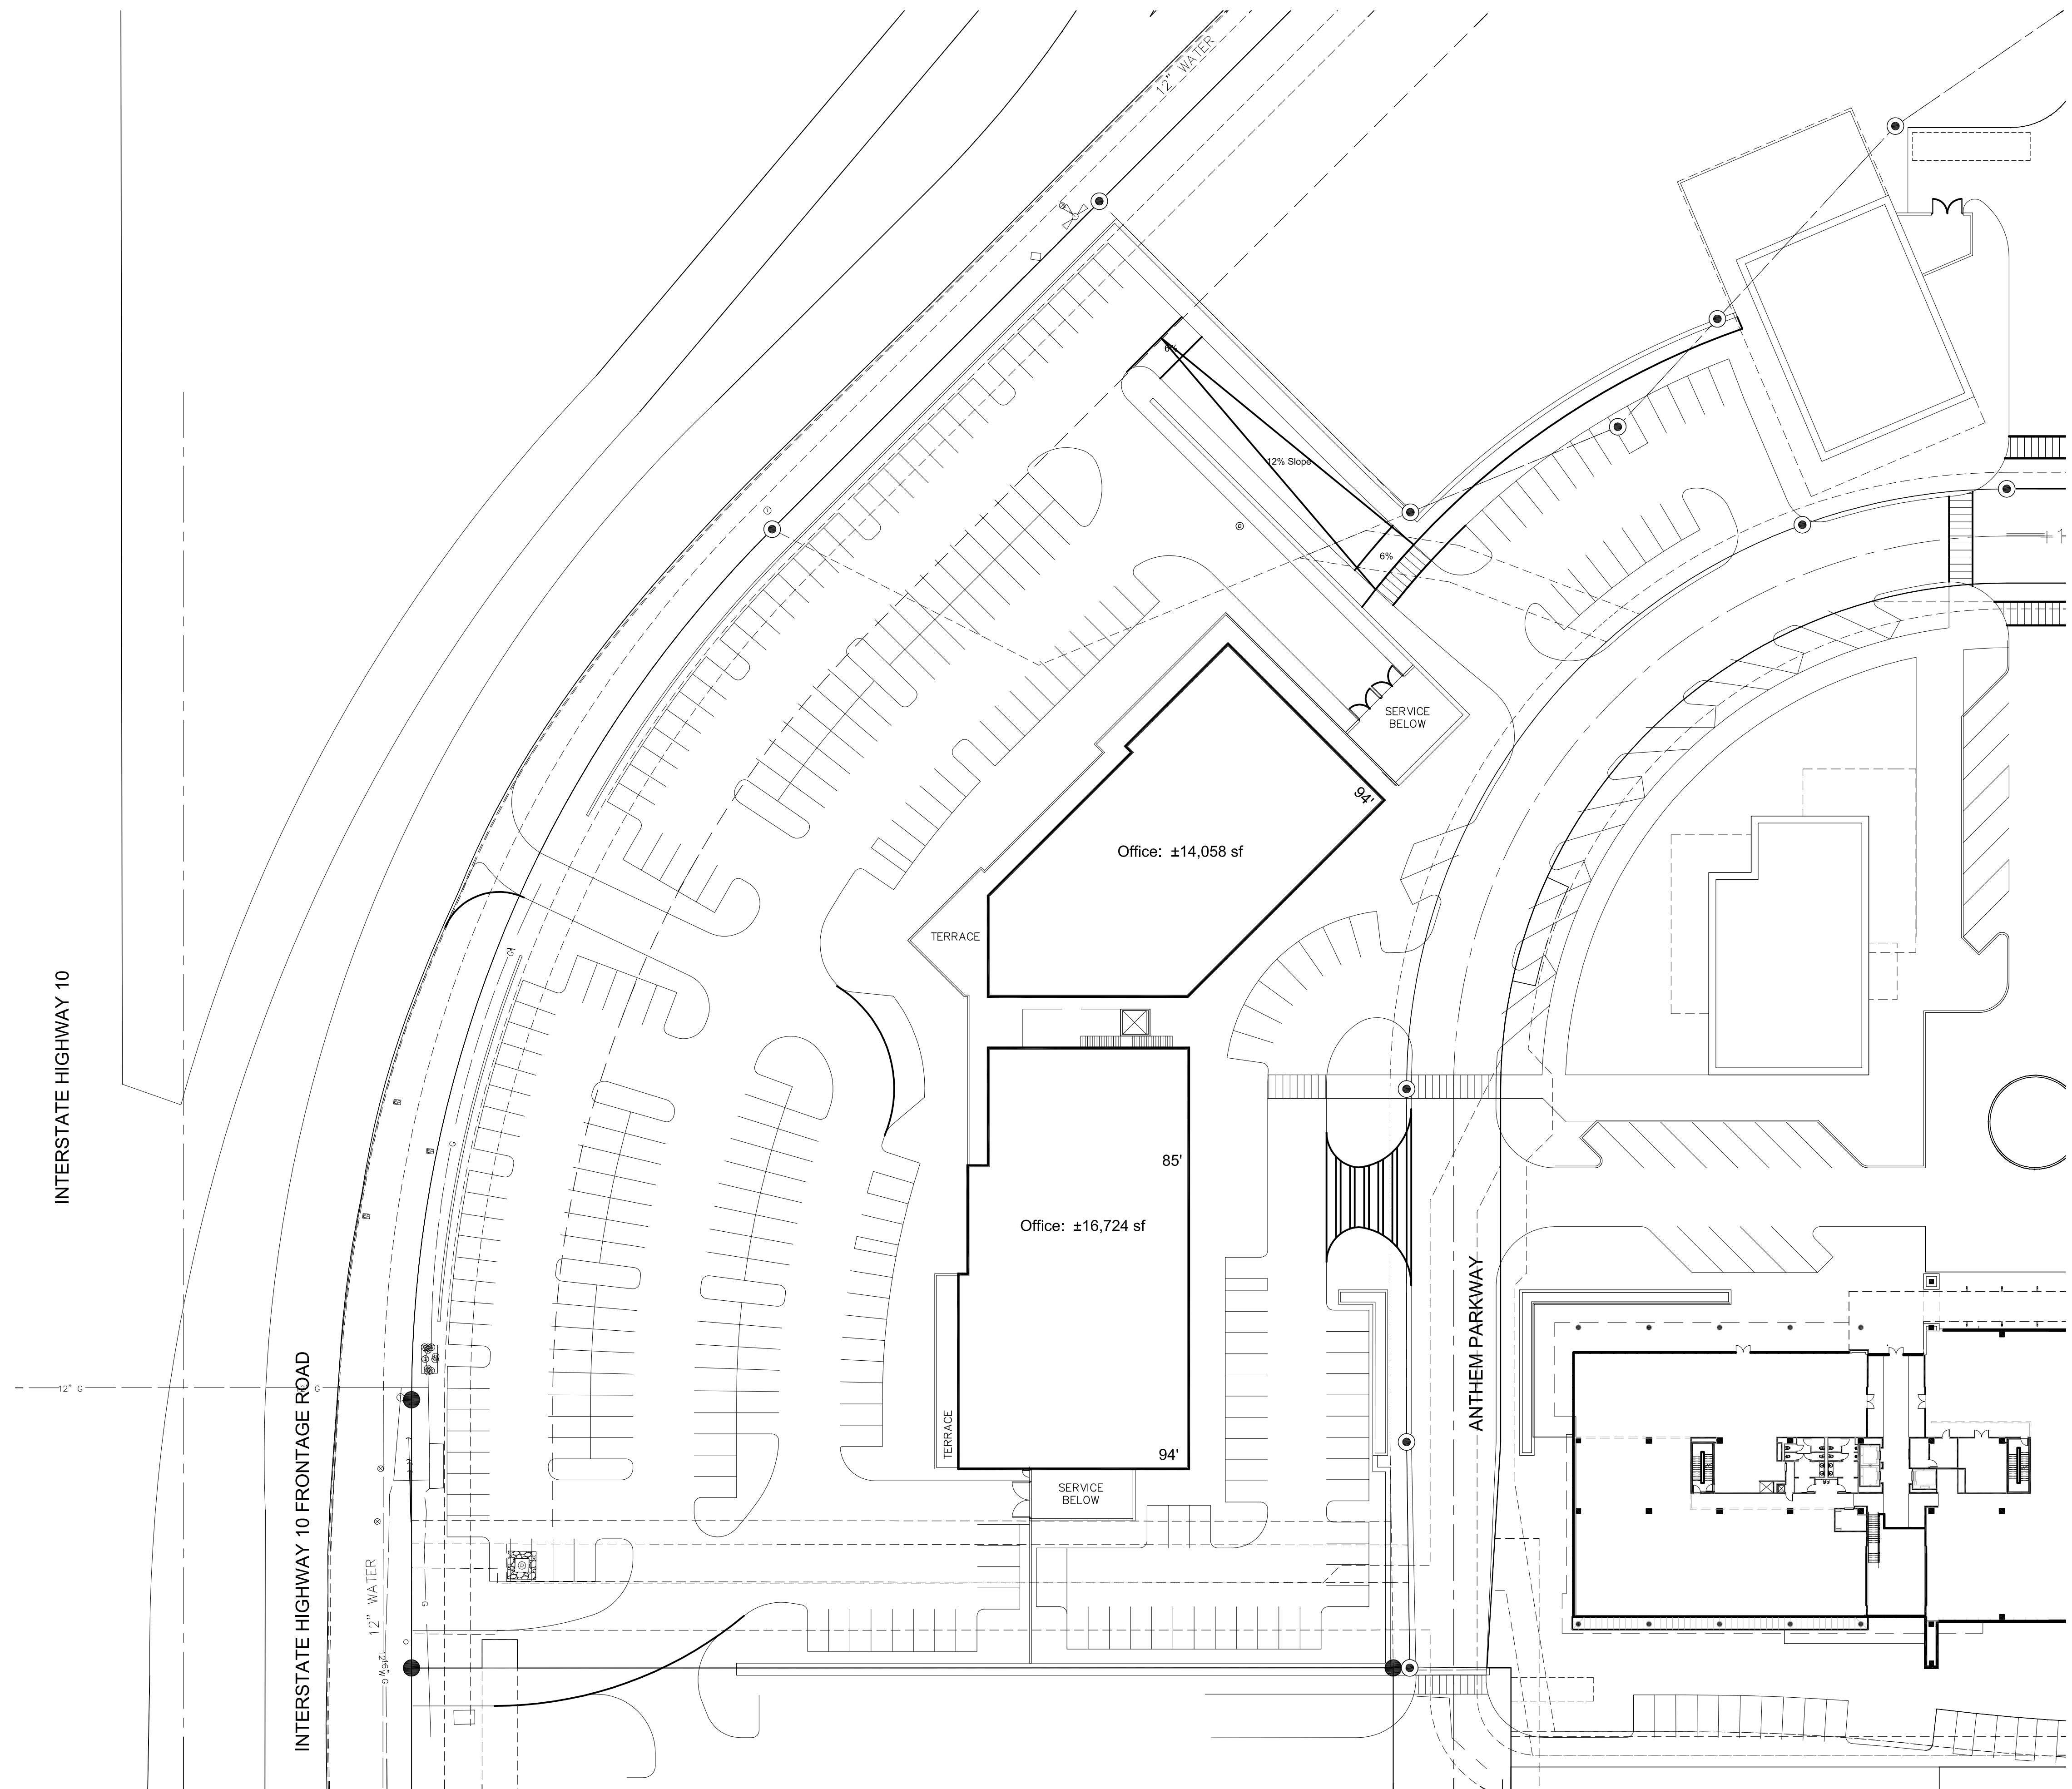 12" WATER
6%
12% Slope
6%
SERVICE
BELOW
94'
Office: ±14,058 sf
TERRACE
INTERSTATE HIGHWAY 10
G
85'
Office: ±16,724 sf
ANTHEM PARKWAY
INTERSTATE HIGHWAY 10 FRONTAGE ROAD
12" G
G
TERRACE
94'
SERVICE
BELOW
12" WATER
G